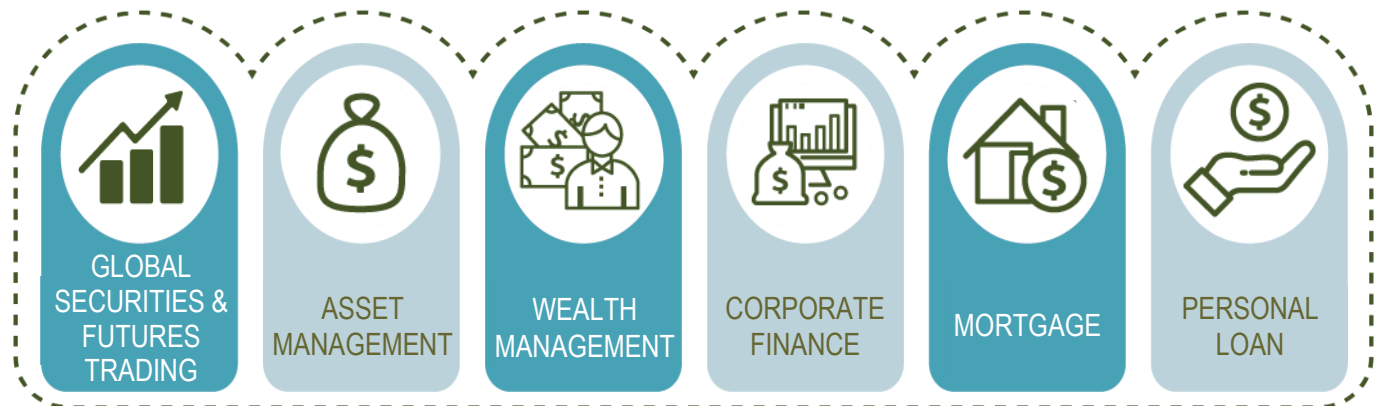 $
GLOBAL
SECURITIES &
FUTURES
TRADING
$
ASSET
MANAGEMENT
$
$
$
WEALTH
MANAGEMENT
$
CORPORATE
FINANCE
$
MORTGAGE
$
PERSONAL
LOAN